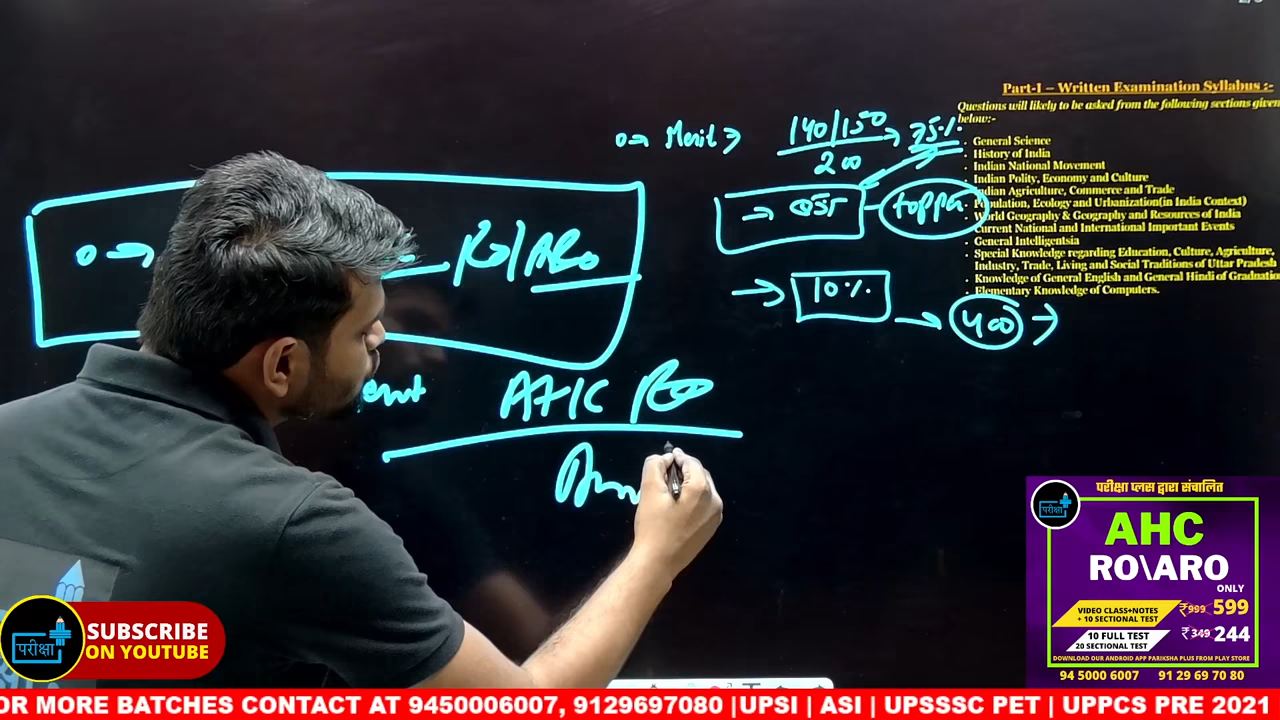 Part-I – Written Examination Syllabus :-
Questions will likely to be asked from the following sections given
below:-
General Science
History of India
Indian National Movement
Indian Polity, Economy and Culture
Indian Agriculture, Commerce and Trade
Population, Ecology and Urbanization(in India Context)
World Geography & Geography and Resources of India
Current National and International Important Events
General Intelligentsia
Special Knowledge regarding Education, Culture, Agriculture,
Industry, Trade, Living and Social Traditions of Uttar Pradesh
Knowledge of General English and General Hindi of Graduatio
Elementary Knowledge of Computers.
Merit → 140/150 → 75%
200
→ topper
→ 10% → 400 →
RO/ARO
परीक्षा प्लस द्वारा संचालित
परीक्षा
AHC
RO\ARO
ONLY
VIDEO CLASS+NOTES
+ 10 SECTIONAL TEST
₹999 599
10 FULL TEST
20 SECTIONAL TEST
₹349 244
DOWNLOAD OUR ANDROID APP PARIKSHA PLUS FROM PLAY STORE
94 5000 6007 91 29 69 70 80
परीक्षा
SUBSCRIBE
ON YOUTUBE
OR MORE BATCHES CONTACT AT 9450006007, 9129697080 |UPSI | ASI | UPSSSC PET | UPPCS PRE 2021